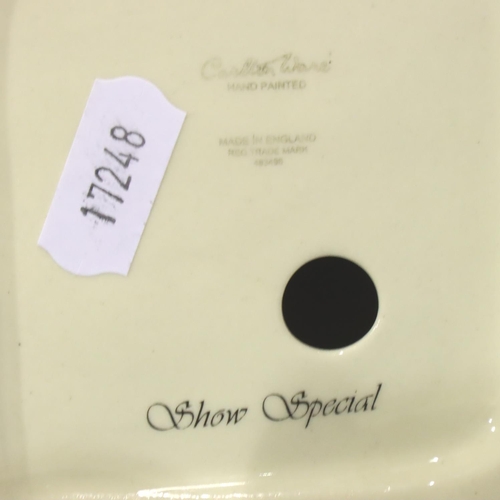 Carlton Ware
HAND PAINTED
MADE IN ENGLAND
REG. TRADE MARK
17248
Show Special